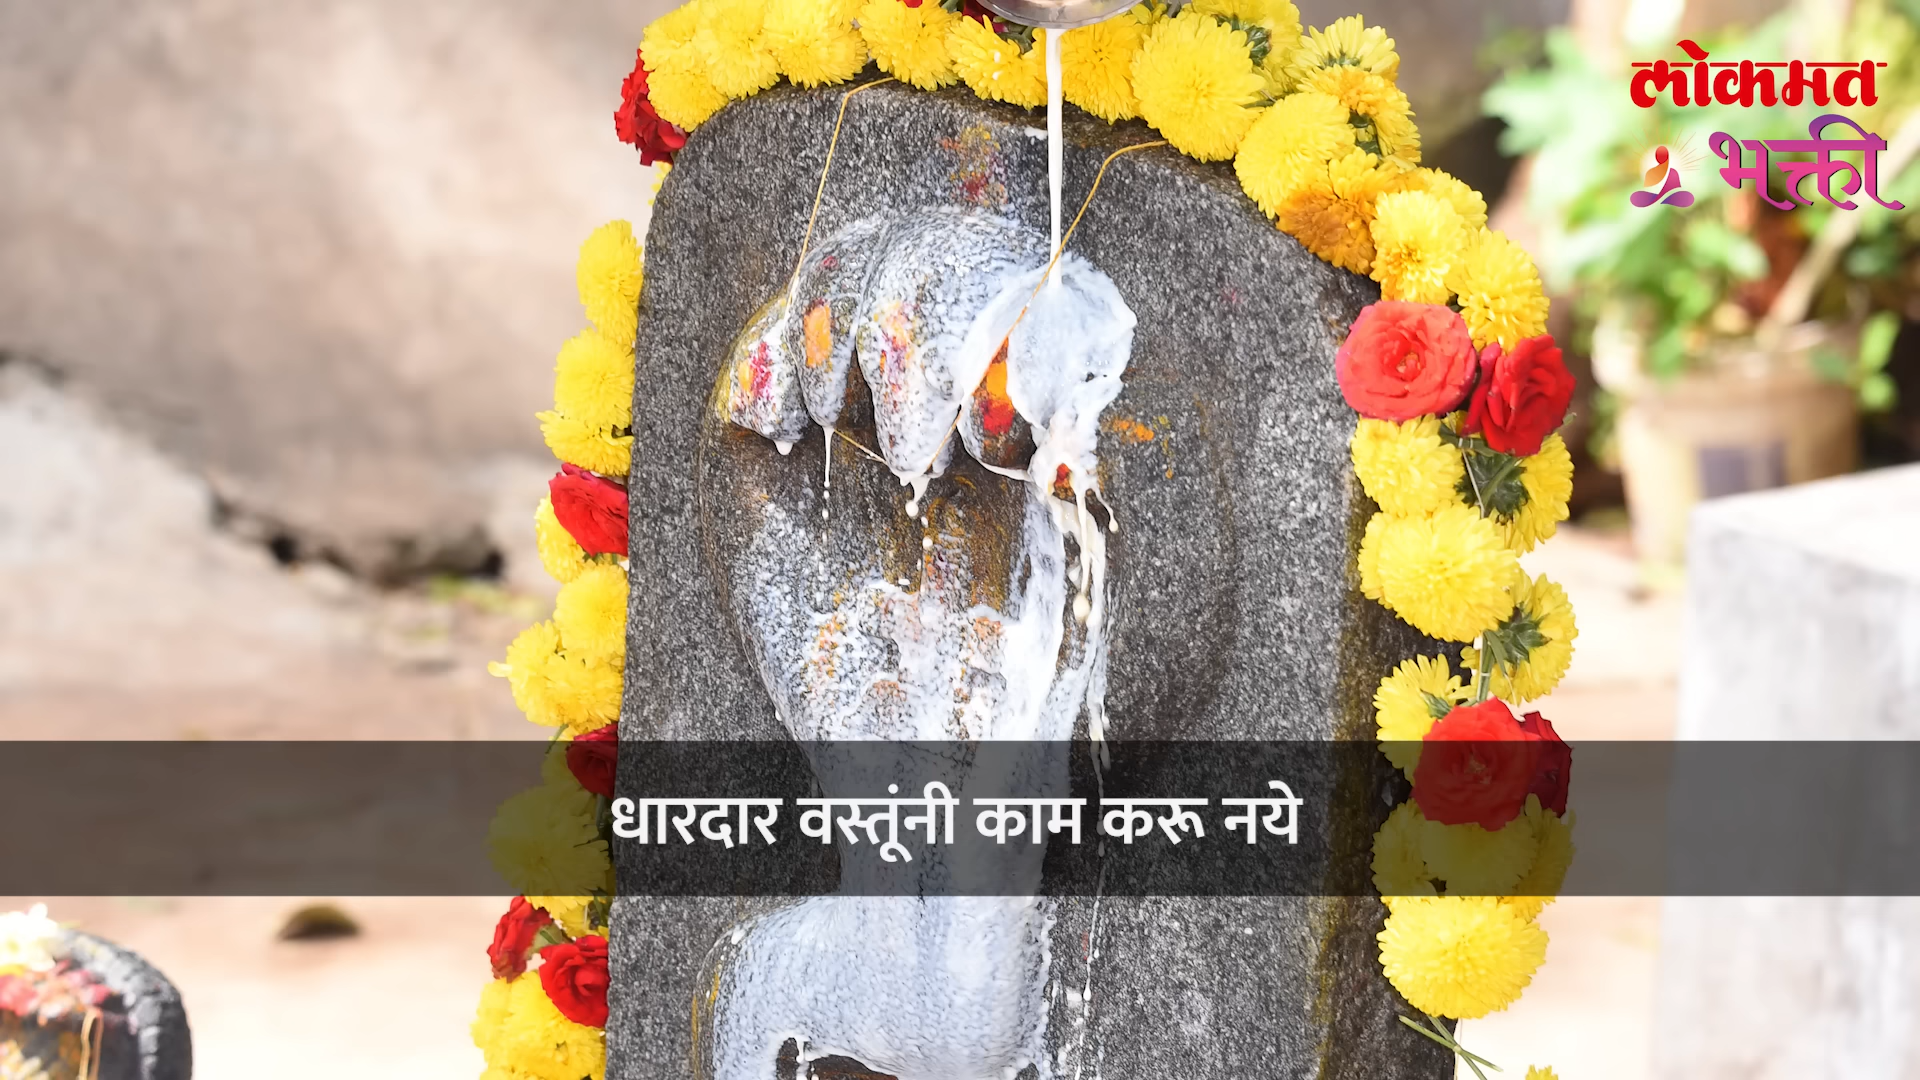 लोकमत
भक्ती
धारदार वस्तूंनी काम करू नये